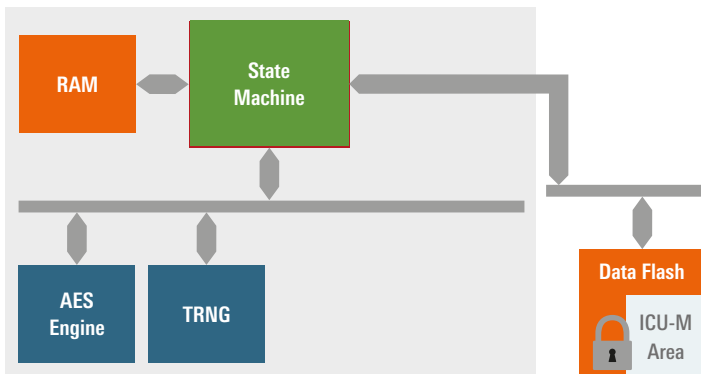 RAM
State
Machine
AES
Engine
TRNG
Data Flash
ICU-M
Area